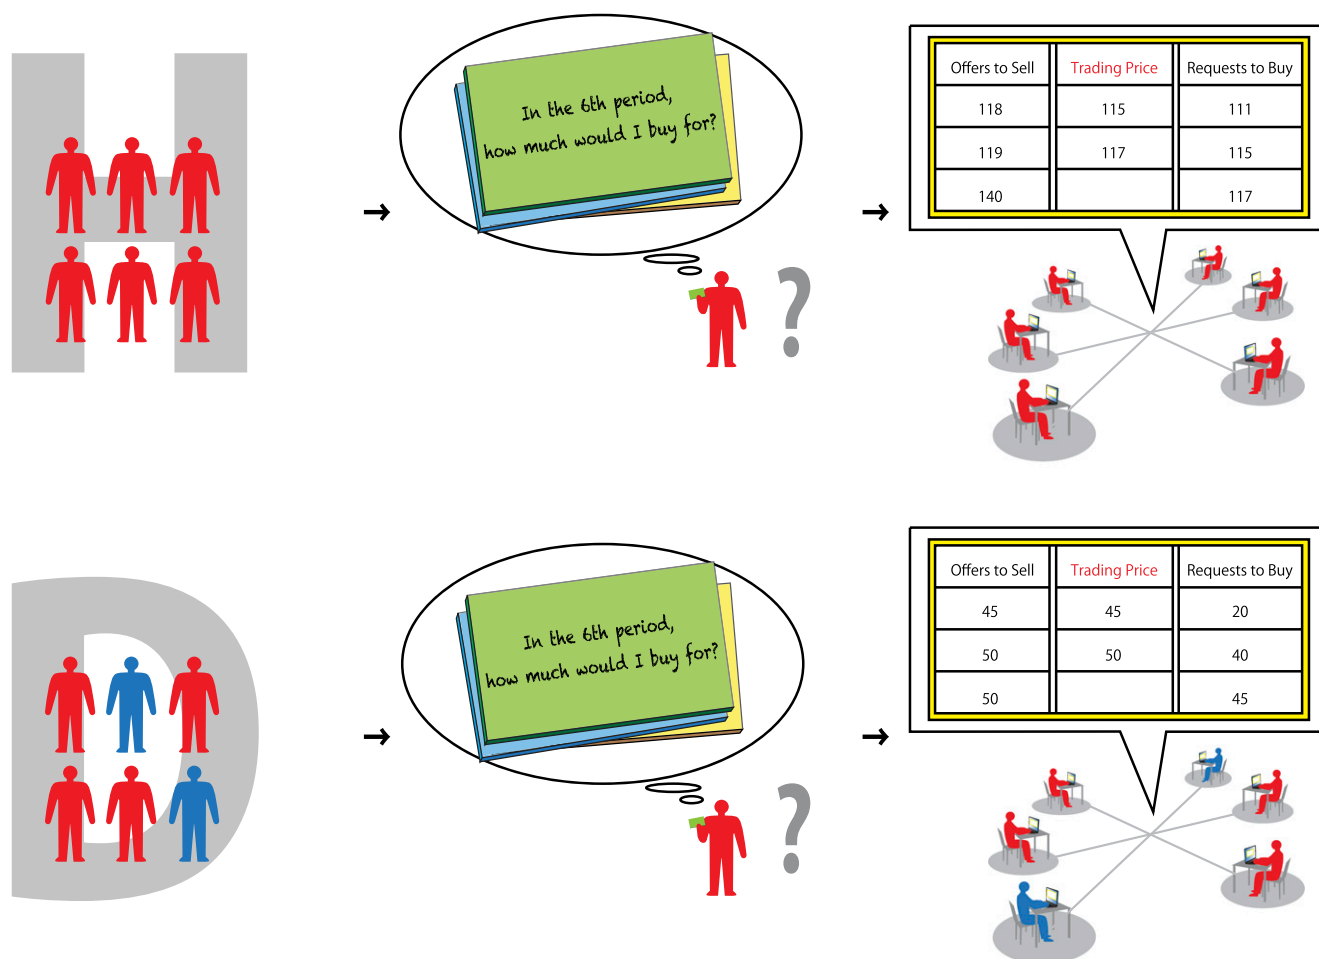 H
In the 6th period,
how much would I buy for?
?
Offers to Sell Trading Price Requests to Buy
118 115 111
119 117 115
140 117
D
In the 6th period,
how much would I buy for?
?
Offers to Sell Trading Price Requests to Buy
45 45 20
50 50 40
50 45